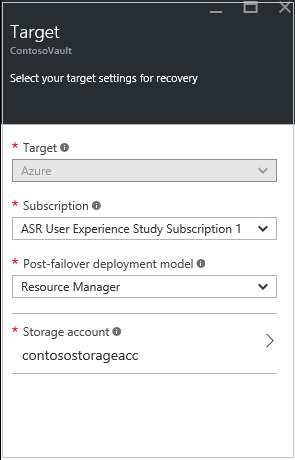 Target
ContosoVault
Select your target settings for recovery
* Target
Azure
* Subscription
ASR User Experience Study Subscription 1
* Post-failover deployment model
Resource Manager
* Storage account
contosostorageacc